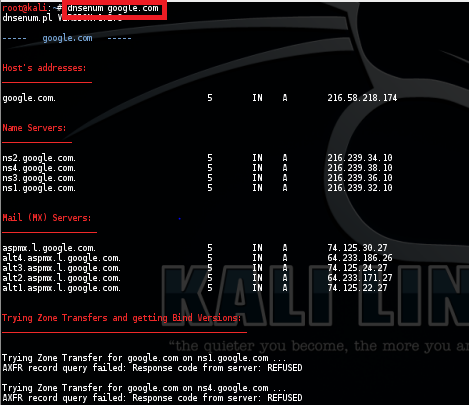 root@kali:~# dnsenum google.com
dnsenum.pl VERSION:1.2.3
----- google.com -----
Host's addresses:
google.com. 5 IN A 216.58.218.174
Name Servers:
ns2.google.com. 5 IN A 216.239.34.10
ns4.google.com. 5 IN A 216.239.38.10
ns3.google.com. 5 IN A 216.239.36.10
ns1.google.com. 5 IN A 216.239.32.10
Mail (MX) Servers:
aspmx.l.google.com. 5 IN A 74.125.30.27
alt4.aspmx.l.google.com. 5 IN A 64.233.186.26
alt3.aspmx.l.google.com. 5 IN A 74.125.24.27
alt2.aspmx.l.google.com. 5 IN A 64.233.171.27
alt1.aspmx.l.google.com. 5 IN A 74.125.22.27
KALI LIN
Trying Zone Transfers and getting Bind Versions:
"the quieter you become, the more you a
Trying Zone Transfer for google.com on ns1.google.com ...
AXFR record query failed: Response code from server: REFUSED
Trying Zone Transfer for google.com on ns4.google.com ...
AXFR record query failed: Response code from server: REFUSED